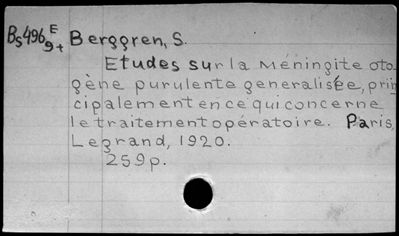 Bs496 E
9+
Berggren, S.
Etudes sur la Méningite oto
gène purulente generalisée, prin
cipalement en ce qui concerne
le traitement opératoire. Paris,
Legrand, 1920.
259p.